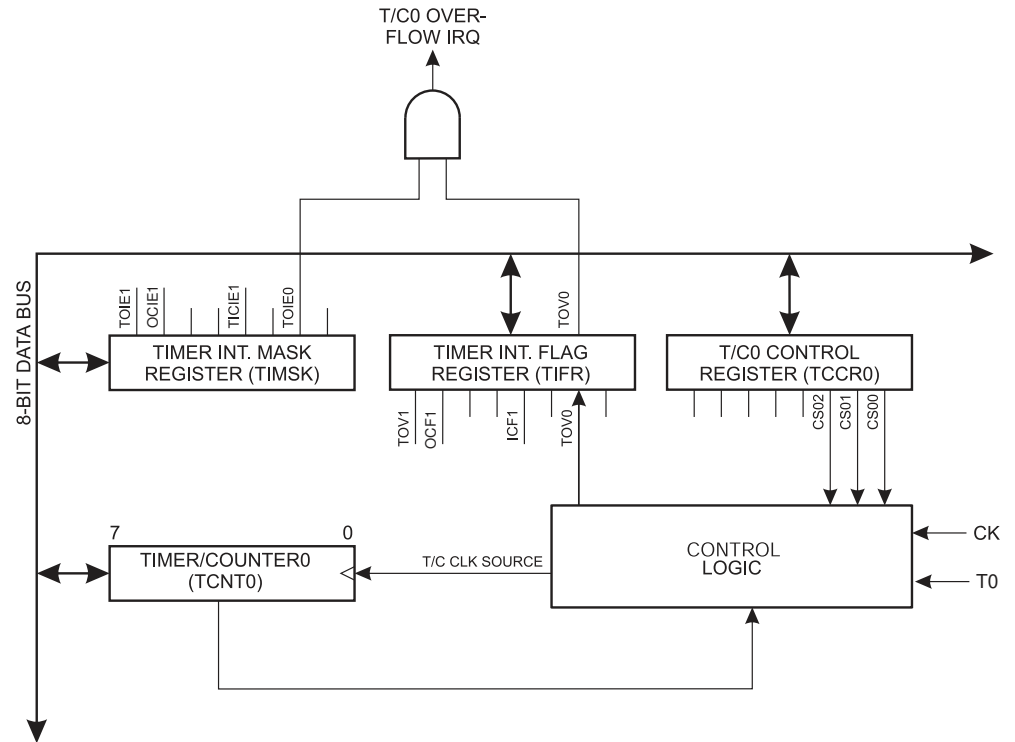 T/C0 OVER-
FLOW IRQ
8-BIT DATA BUS
TOIE1
OCIE1
TICIE1
TOIE0
TOV0
TIMER INT. MASK
REGISTER (TIMSK)
TIMER INT. FLAG
REGISTER (TIFR)
T/C0 CONTROL
REGISTER (TCCR0)
TOV1
OCF1
ICF1
TOV0
CS02
CS01
CS00
7
0
TIMER/COUNTER0
(TCNT0)
T/C CLK SOURCE
CONTROL
LOGIC
CK
T0